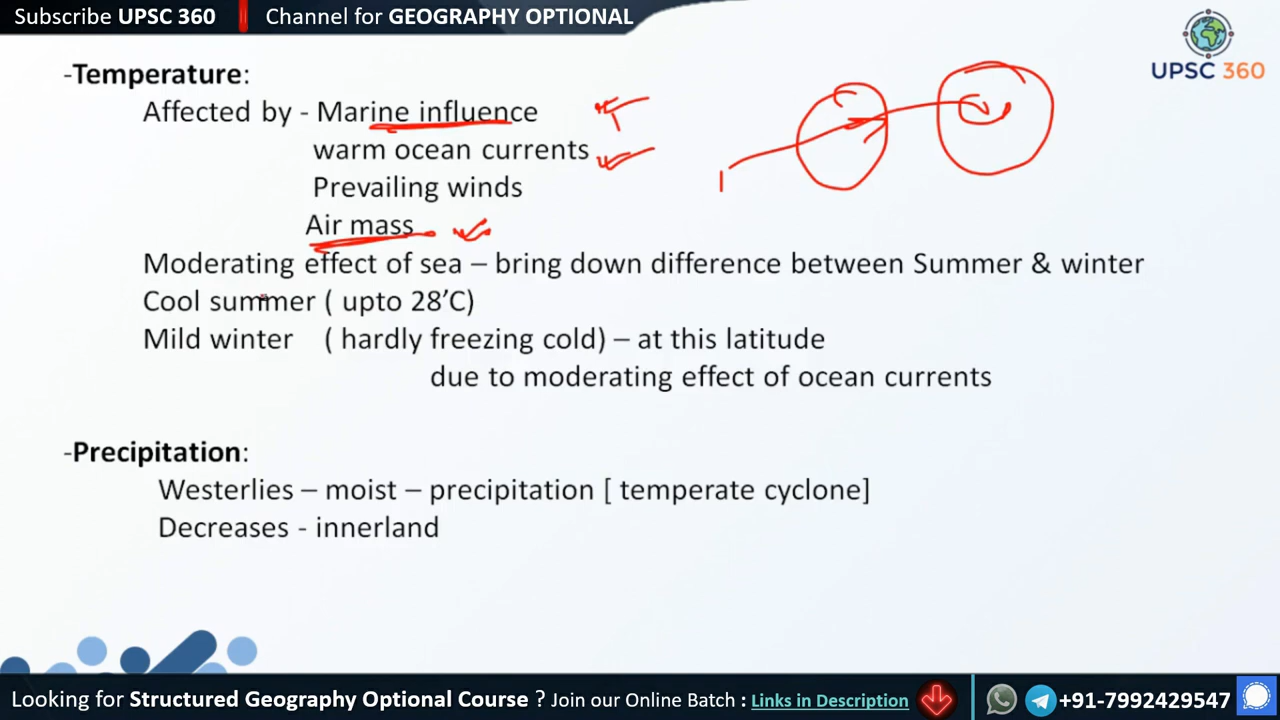 Subscribe UPSC 360 Channel for GEOGRAPHY OPTIONAL
UPSC 360
-Temperature:
Affected by - Marine influence
warm ocean currents
Prevailing winds
Air mass
Moderating effect of sea – bring down difference between Summer & winter
Cool summer ( upto 28’C)
Mild winter ( hardly freezing cold) – at this latitude
due to moderating effect of ocean currents
-Precipitation:
Westerlies – moist – precipitation [ temperate cyclone]
Decreases - innerland
Looking for Structured Geography Optional Course ? Join our Online Batch : Links in Description +91-7992429547